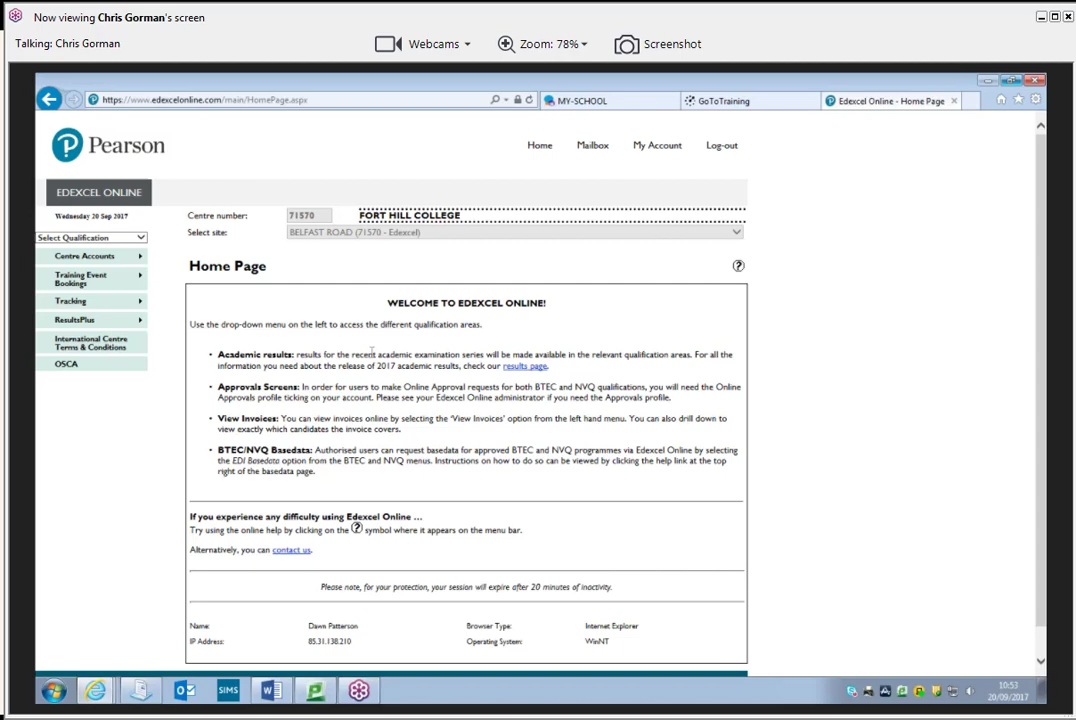 Now viewing Chris Gorman's screen
Talking: Chris Gorman
Webcams
Zoom: 78%
Screenshot
https://www.edexcelonline.com/main/HomePage.aspx
MY-SCHOOL
GoToTraining
Edexcel Online - Home Page
Pearson
Home
Mailbox
My Account
Log-out
EDEXCEL ONLINE
Wednesday 20 Sep 2017
Centre number:
71570
FORT HILL COLLEGE
Select site:
BELFAST ROAD (71570 - Edexcel)
Select Qualification
Centre Accounts
Training Event
Bookings
Tracking
ResultsPlus
International Centre
Terms & Conditions
OSCA
Home Page
?
WELCOME TO EDEXCEL ONLINE!
Use the drop-down menu on the left to access the different qualification areas.
• Academic results: results for the recent academic examination series will be made available in the relevant qualification areas. For all the
information you need about the release of 2017 academic results, check our results page.
• Approvals Screens: In order for users to make Online Approval requests for both BTEC and NVQ qualifications, you will need the Online
Approvals profile ticking on your account. Please see your Edexcel Online administrator if you need the Approvals profile.
• View Invoices: You can view invoices online by selecting the 'View Invoices' option from the left hand menu. You can also drill down to
view exactly which candidates the invoice covers.
• BTEC/NVQ Basedata: Authorised users can request basedata for approved BTEC and NVQ programmes via Edexcel Online by selecting
the EDI Basedata option from the BTEC and NVQ menus. Instructions on how to do so can be viewed by clicking the help link at the top
right of the basedata page.
If you experience any difficulty using Edexcel Online ...
Try using the online help by clicking on the ? symbol where it appears on the menu bar.
Alternatively, you can contact us.
Please note, for your protection, your session will expire after 20 minutes of inactivity.
Name:
Dawn Patterson
Browser Type:
Internet Explorer
IP Address:
85.31.138.210
Operating System:
WinNT
SIMS
10:53
20/09/2017